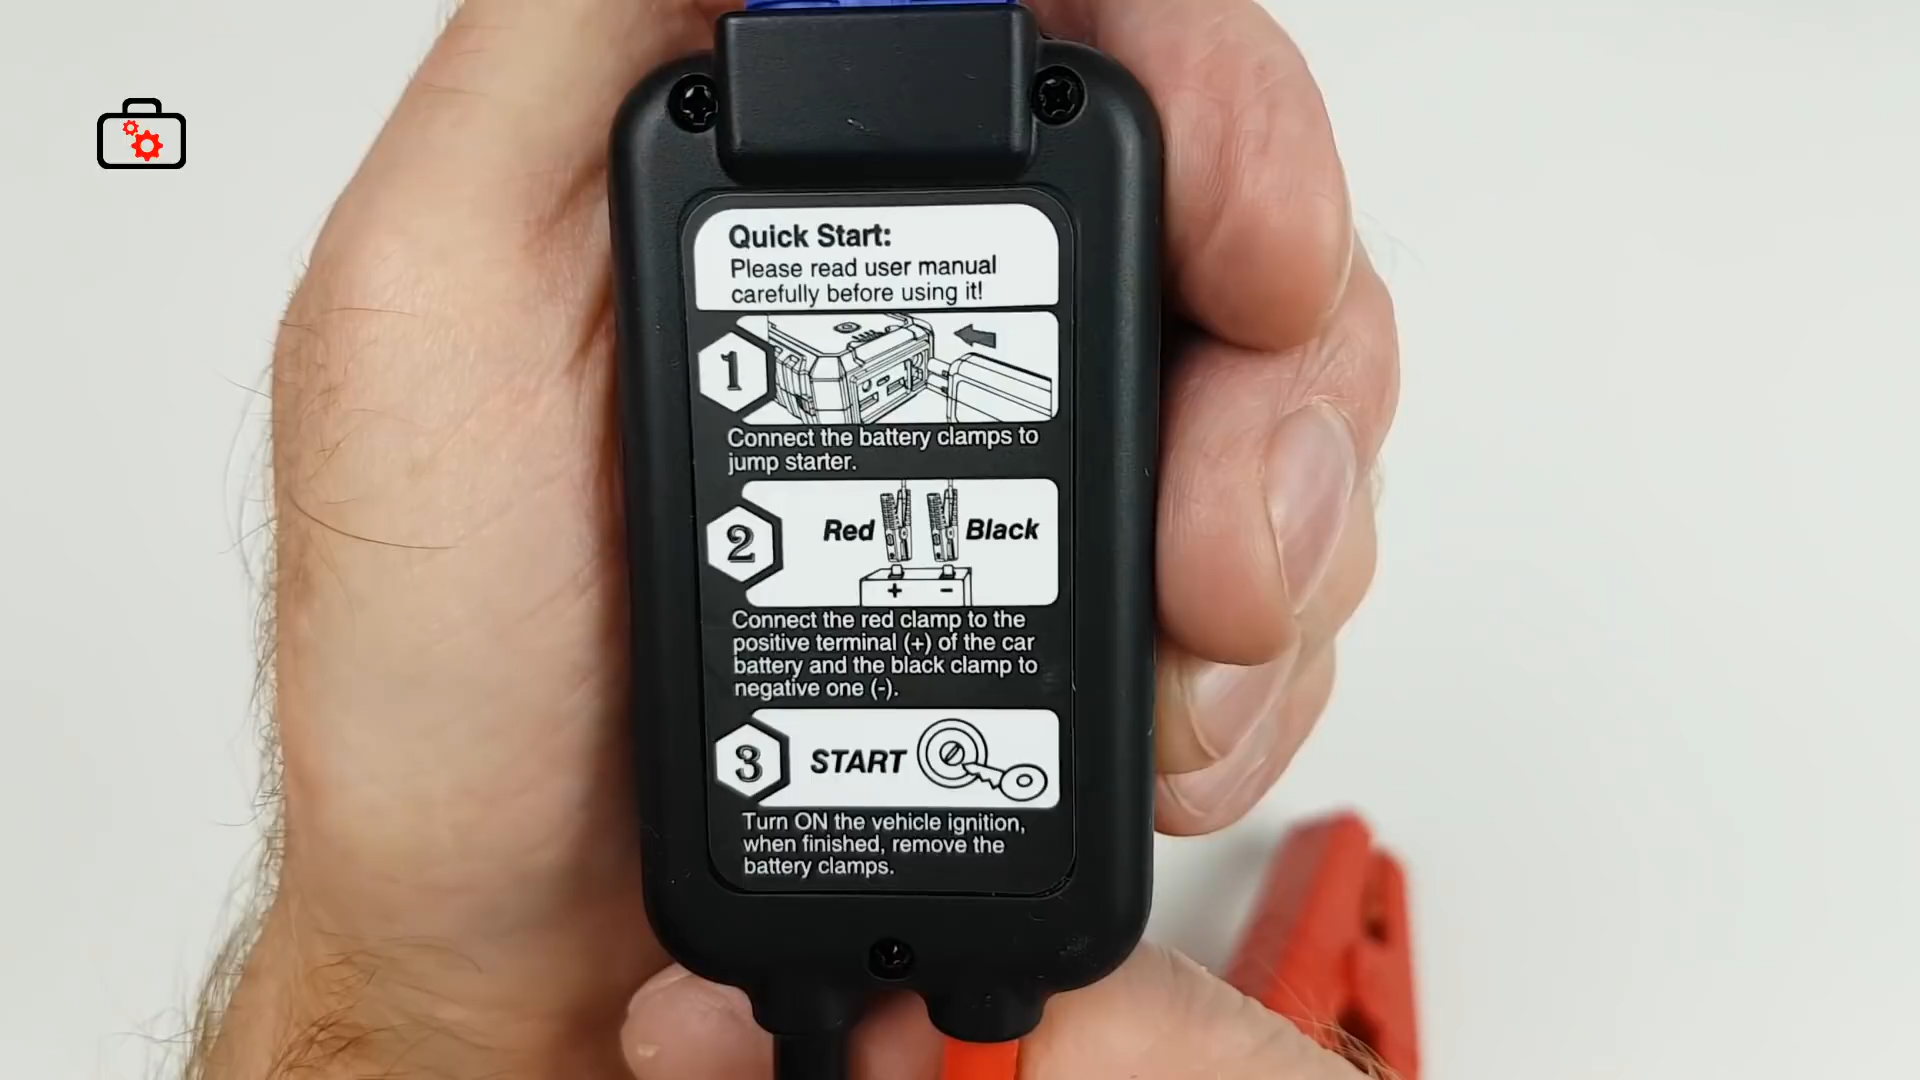 Quick Start:
Please read user manual
carefully before using it!
1
Connect the battery clamps to
jump starter.
2
Red
Black
+ -
Connect the red clamp to the
positive terminal (+) of the car
battery and the black clamp to
negative one (-).
3
START
Turn ON the vehicle ignition,
when finished, remove the
battery clamps.